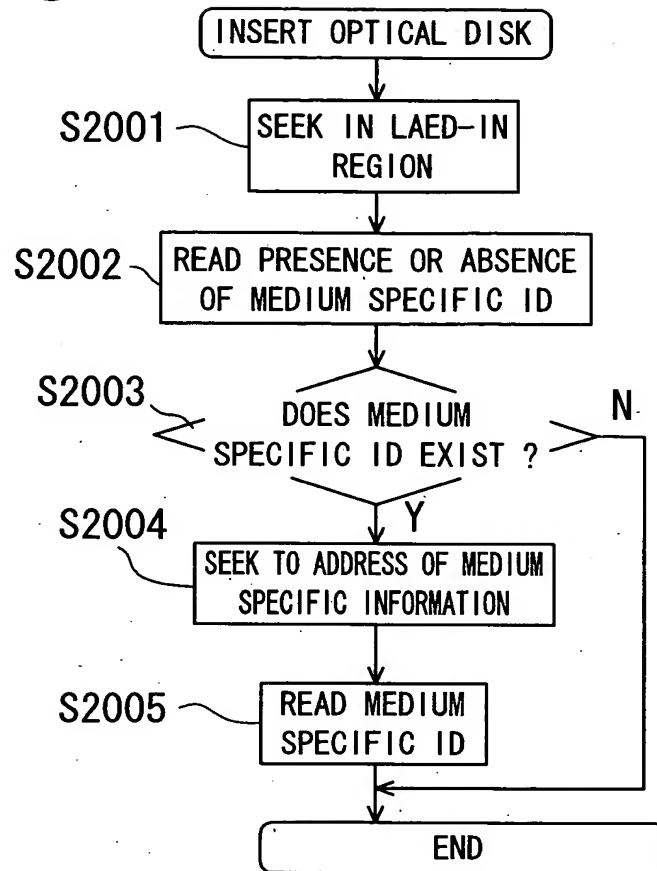 INSERT OPTICAL DISK
S2001
SEEK IN LAED-IN
REGION
S2002
READ PRESENCE OR ABSENCE
OF MEDIUM SPECIFIC ID
S2003
DOES MEDIUM
SPECIFIC ID EXIST ?
N
Y
S2004
SEEK TO ADDRESS OF MEDIUM
SPECIFIC INFORMATION
S2005
READ MEDIUM
SPECIFIC ID
END